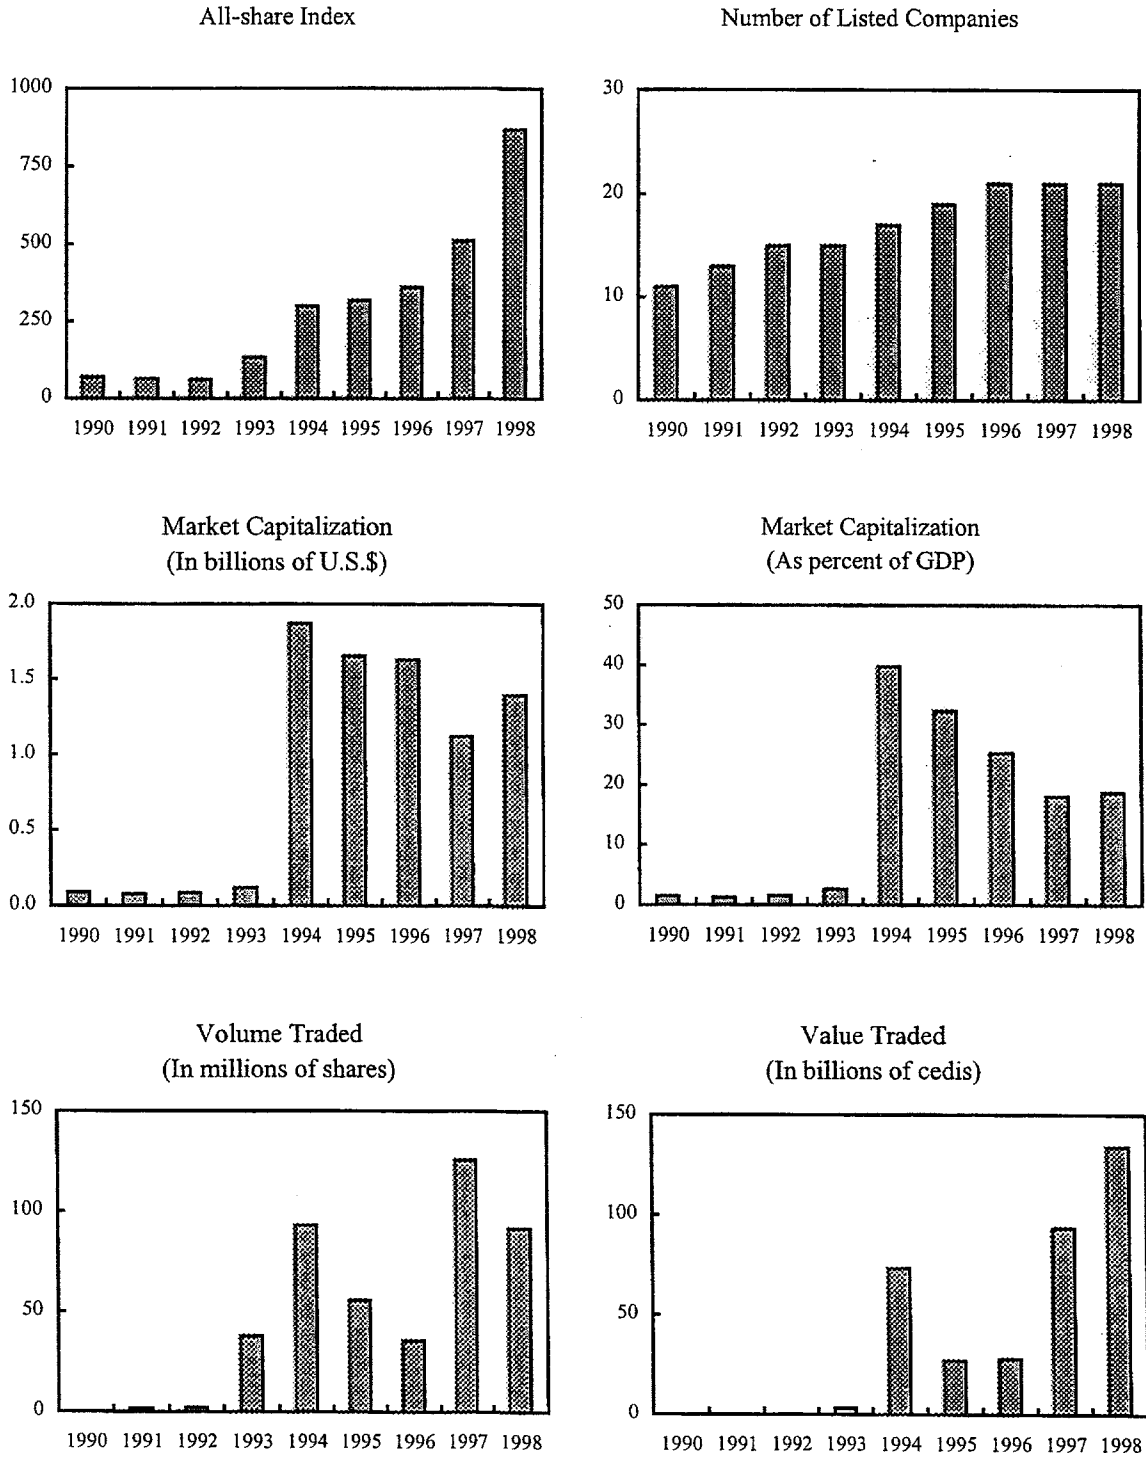 All-share Index
1000
750
500
250
0
1990 1991 1992 1993 1994 1995 1996 1997 1998
Number of Listed Companies
30
20
10
0
1990 1991 1992 1993 1994 1995 1996 1997 1998
Market Capitalization
(In billions of U.S.$)
2.0
1.5
1.0
0.5
0.0
1990 1991 1992 1993 1994 1995 1996 1997 1998
Market Capitalization
(As percent of GDP)
50
40
30
20
10
0
1990 1991 1992 1993 1994 1995 1996 1997 1998
Volume Traded
(In millions of shares)
150
100
50
0
1990 1991 1992 1993 1994 1995 1996 1997 1998
Value Traded
(In billions of cedis)
150
100
50
0
1990 1991 1992 1993 1994 1995 1996 1997 1998